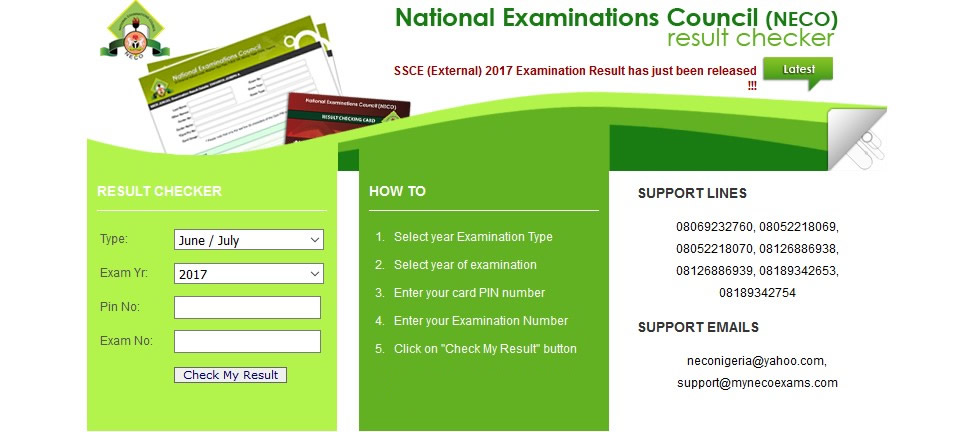 National Examinations Council (NECO)
result checker
SSCE (External) 2017 Examination Result has just been released
!!!
Latest
NECO
National Examinations Council
National Examinations Council (NECO)
RESULT CHECKING CARD
RESULT CHECKER
Type:
June / July
Exam Yr:
2017
Pin No:
Exam No:
Check My Result
HOW TO
1. Select year Examination Type
2. Select year of examination
3. Enter your card PIN number
4. Enter your Examination Number
5. Click on "Check My Result" button
SUPPORT LINES
08069232760, 08052218069,
08052218070, 08126886938,
08126886939, 08189342653,
08189342754
SUPPORT EMAILS
neconigeria@yahoo.com,
support@mynecoexams.com